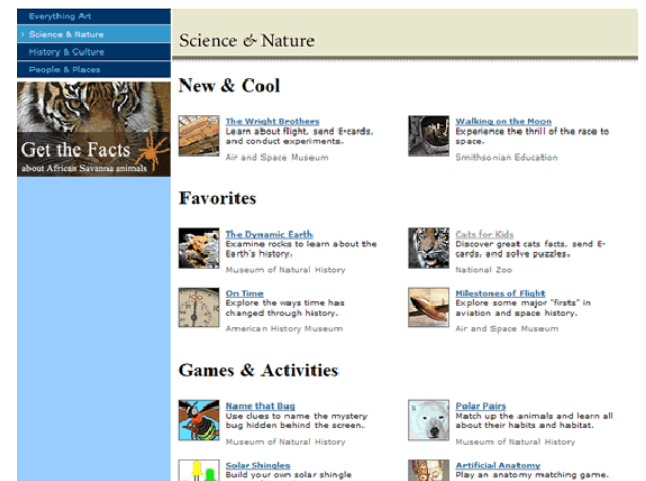 Everything Art
› Science & Nature
History & Culture
People & Places
Get the Facts
about African Savanna animals
Science & Nature
New & Cool
The Wright Brothers
Learn about flight, send E-cards,
and conduct experiments.
Air and Space Museum
Walking on the Moon
Experience the thrill of the race to
space.
Smithsonian Education
Favorites
The Dynamic Earth
Examine rocks to learn about the
Earth's history.
Museum of Natural History
Cats for Kids
Discover great cats facts, send E-
cards, and solve puzzles.
National Zoo
On Time
Explore the ways time has
changed through history.
American History Museum
Milestones of Flight
Explore some major "firsts" in
aviation and space history.
Air and Space Museum
Games & Activities
Name that Bug
Use clues to name the mystery
bug hidden behind the screen.
Museum of Natural History
Polar Pairs
Match up the animals and learn all
about their habits and habitat.
Museum of Natural History
Solar Shingles
Build your own solar shingle
Artificial Anatomy
Play an anatomy matching game.